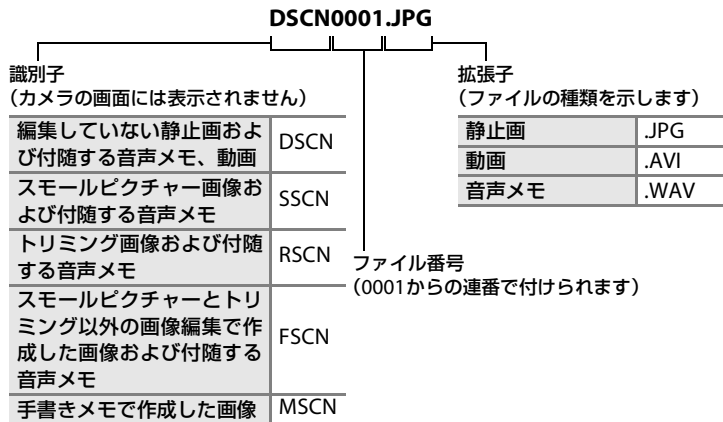 DSCN0001.JPG
識別子
（カメラの画面には表示されません）
編集していない静止画およ
び付随する音声メモ、動画
DSCN
スモールピクチャー画像お
よび付随する音声メモ
SSCN
トリミング画像および付随
する音声メモ
RSCN
スモールピクチャーとトリ
ミング以外の画像編集で作
成した画像および付随する
音声メモ
FSCN
手書きメモで作成した画像
MSCN
ファイル番号
（0001からの連番で付けられます）
拡張子
（ファイルの種類を示します）
静止画
.JPG
動画
.AVI
音声メモ
.WAV